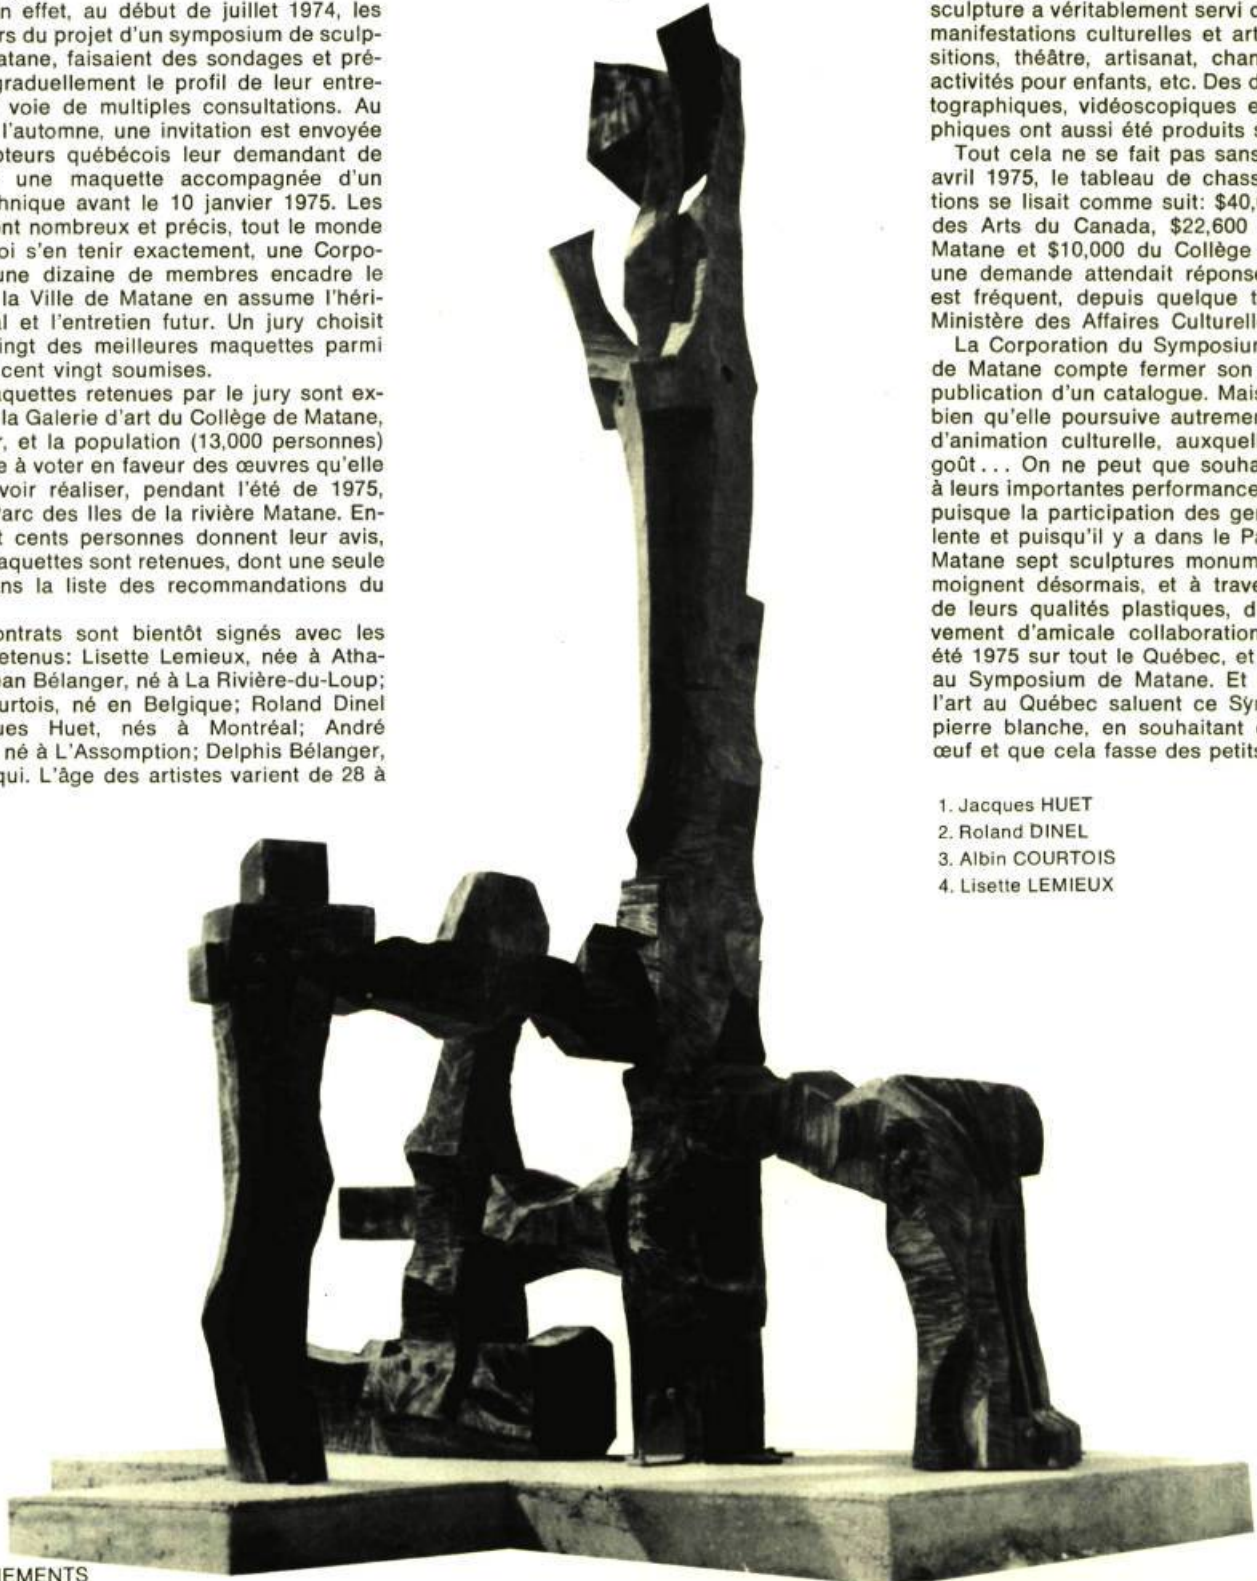 n effet, au début de juillet 1974, les
rs du projet d'un symposium de sculp-
atane, faisaient des sondages et pré-
graduellement le profil de leur entre-
voie de multiples consultations. Au
l'automne, une invitation est envoyée
pteurs québécois leur demandant de
une maquette accompagnée d'un
hnique avant le 10 janvier 1975. Les
nt nombreux et précis, tout le monde
oi s'en tenir exactement, une Corpo-
une dizaine de membres encadre le
la Ville de Matane en assume l'héri-
al et l'entretien futur. Un jury choisit
ingt des meilleures maquettes parmi
cent vingt soumises.
quettes retenues par le jury sont ex-
la Galerie d'art du Collège de Matane,
r, et la population (13,000 personnes)
e à voter en faveur des œuvres qu'elle
voir réaliser, pendant l'été de 1975,
arc des Iles de la rivière Matane. En-
t cents personnes donnent leur avis,
aquettes sont retenues, dont une seule
ns la liste des recommandations du
ontrats sont bientôt signés avec les
etenus: Lisette Lemieux, née à Atha-
an Bélanger, né à La Rivière-du-Loup;
urtois, né en Belgique; Roland Dinel
ues Huet, nés à Montréal; André
né à L'Assomption; Delphis Bélanger,
qui. L'âge des artistes varient de 28 à
sculpture a véritablement servi d
manifestations culturelles et art
sitions, théâtre, artisanat, chan
activités pour enfants, etc. Des d
tographiques, vidéoscopiques e
phiques ont aussi été produits s
Tout cela ne se fait pas sans
avril 1975, le tableau de chass
tions se lisait comme suit: $40,
des Arts du Canada, $22,600
Matane et $10,000 du Collège
une demande attendait réponse
est fréquent, depuis quelque t
Ministère des Affaires Culturell
La Corporation du Symposium
de Matane compte fermer son
publication d'un catalogue. Mais
bien qu'elle poursuive autremen
d'animation culturelle, auxquel
goût... On ne peut que souha
à leurs importantes performance
puisque la participation des ge
lente et puisqu'il y a dans le Pa
Matane sept sculptures monum
moignent désormais, et à trave
de leurs qualités plastiques, d
vement d'amicale collaboration
été 1975 sur tout le Québec, et
au Symposium de Matane. Et
l'art au Québec saluent ce Sy
pierre blanche, en souhaitant
œuf et que cela fasse des petits
1. Jacques HUET
2. Roland DINEL
3. Albin COURTOIS
4. Lisette LEMIEUX
NEMENTS